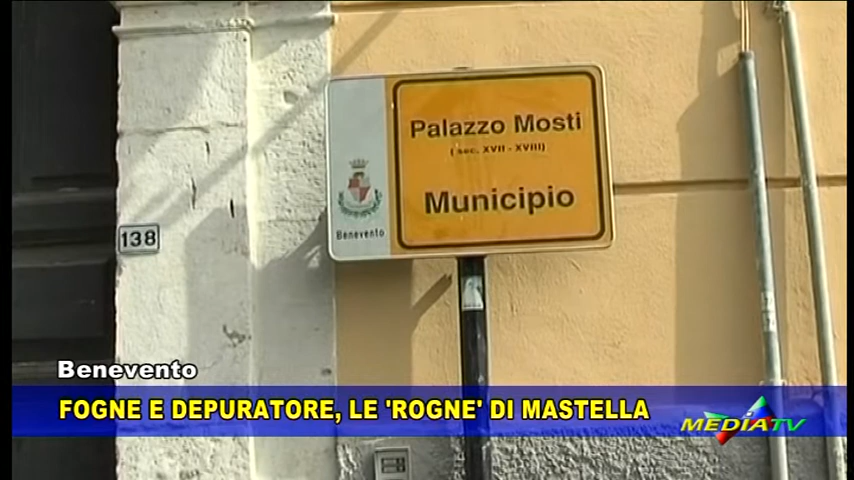 Palazzo Mosti
( sec. XVII - XVIII)
Municipio
Benevento
138
Benevento
FOGNE E DEPURATORE, LE 'ROGNE' DI MASTELLA
MEDIATV